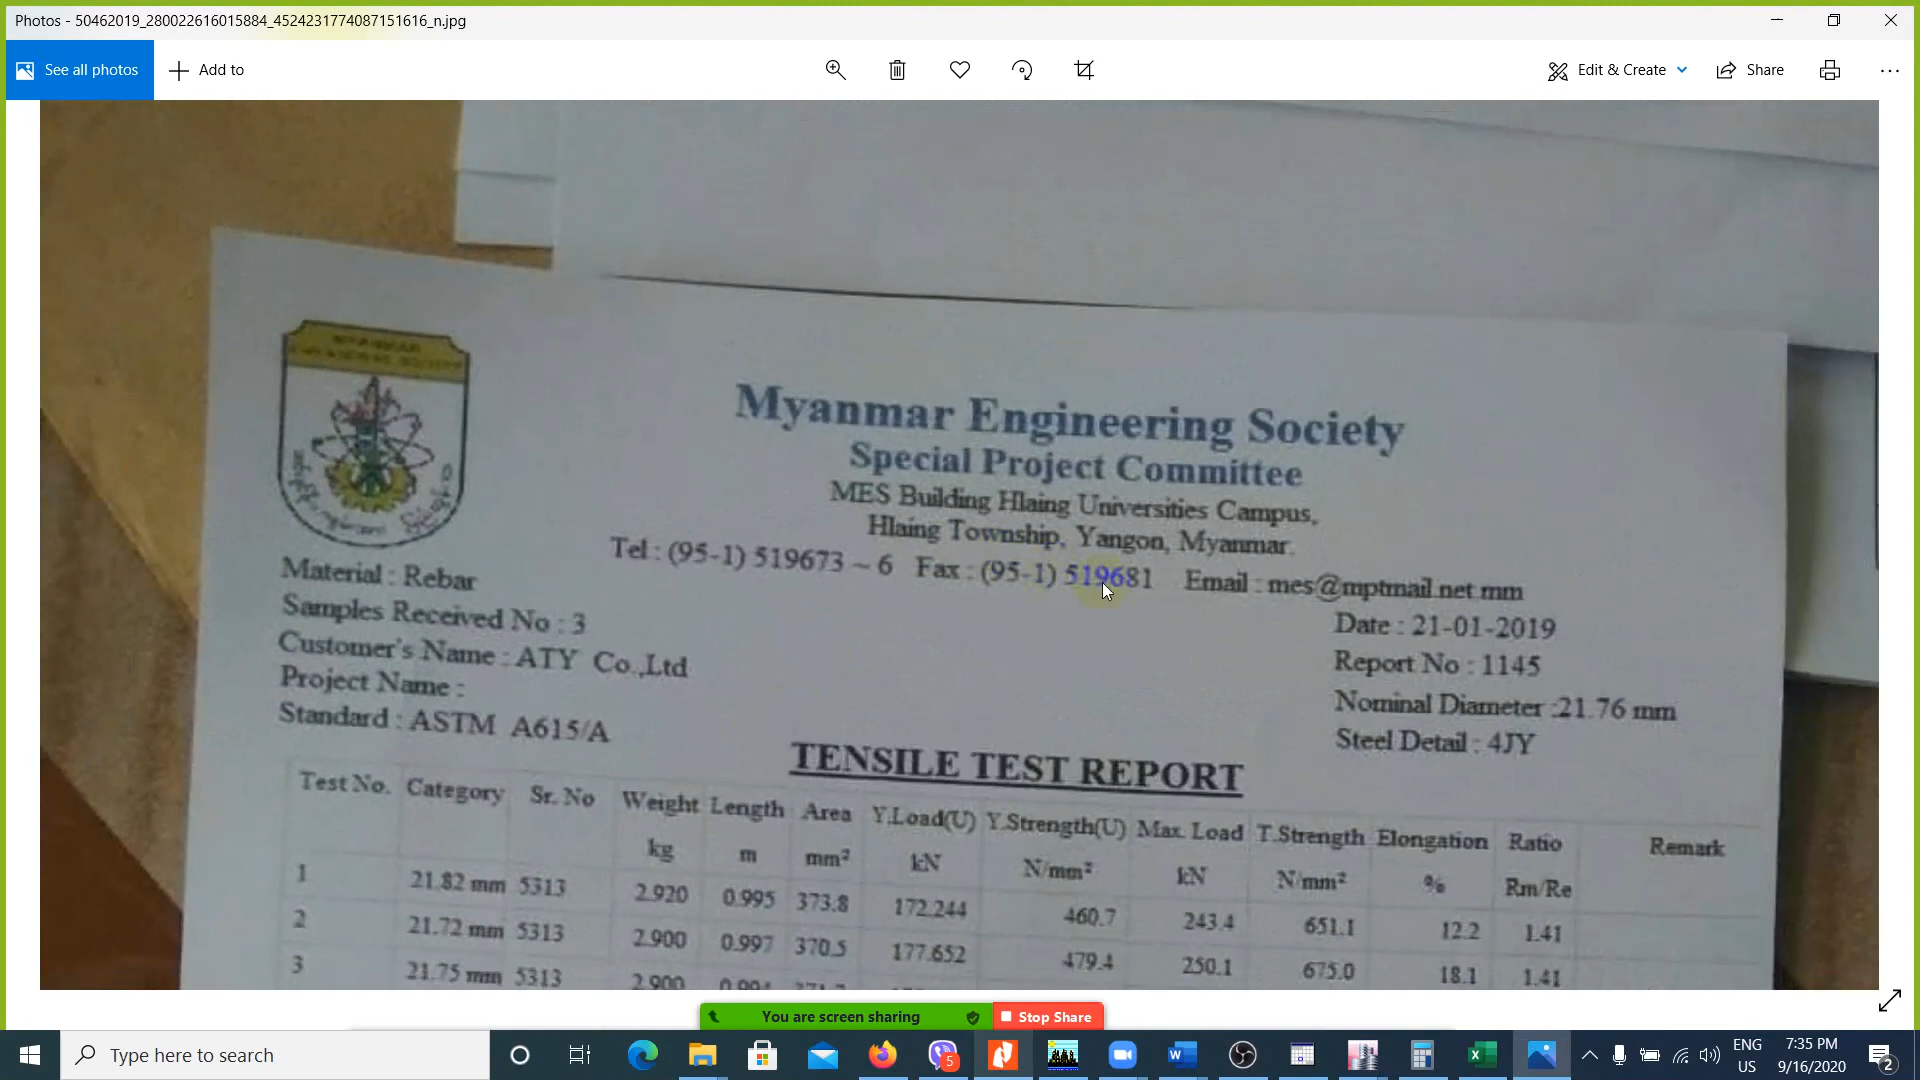 Photos - 50462019_280022616015884_4524231774087151616_n.jpg
See all photos
Add to
Edit & Create
Share
Myanmar Engineering Society
Special Project Committee
MES Building Hlaing Universities Campus,
Hlaing Township, Yangon, Myanmar.
Tel : (95-1) 519673 ~ 6 Fax : (95-1) 519681 Email : mes@mptmail.net.mm
Material : Rebar
Samples Received No : 3
Customer's Name : ATY Co.,Ltd
Project Name :
Standard : ASTM A615/A
Date : 21-01-2019
Report No : 1145
Nominal Diameter :21.76 mm
Steel Detail : 4JY
TENSILE TEST REPORT
Test No. Category Sr. No Weight Length Area Y.Load(U) Y.Strength(U) Max. Load T.Strength Elongation Ratio Remark
kg m mm² kN N/mm² kN N/mm² % Rm/Re
1 21.82 mm 5313 2.920 0.995 373.8 172.244 460.7 243.4 651.1 12.2 1.41
2 21.72 mm 5313 2.900 0.997 370.5 177.652 479.4 250.1 675.0 18.1 1.41
3 21.75 mm 5313 2.900
You are screen sharing
Stop Share
Type here to search
5
ENG
US
7:35 PM
9/16/2020
2